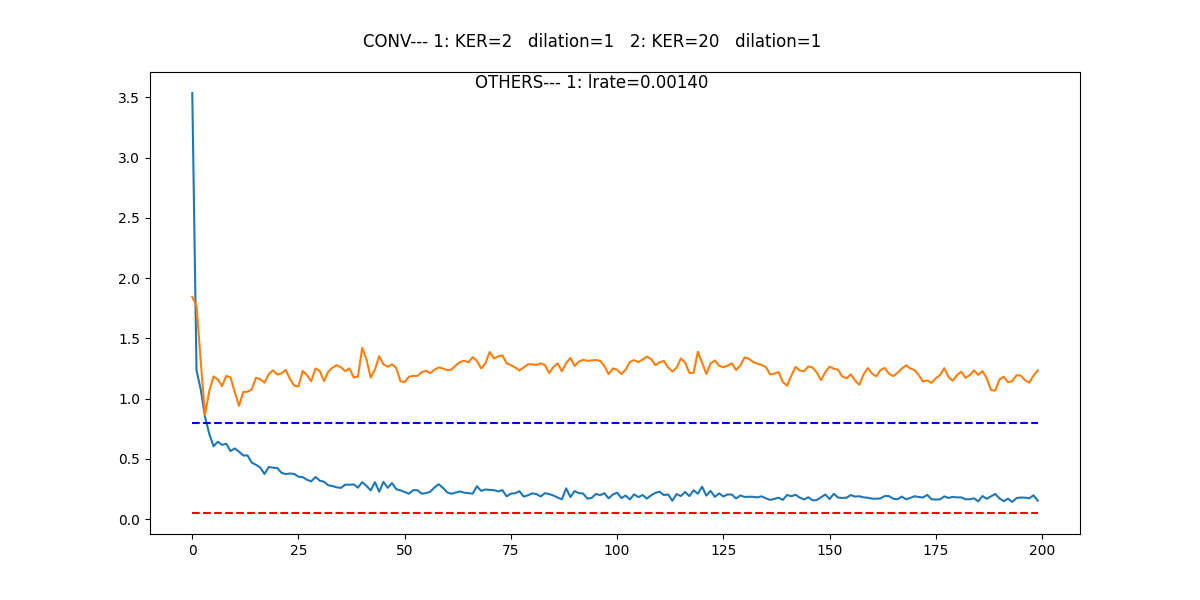 CONV--- 1: KER=2   dilation=1   2: KER=20   dilation=1
OTHERS--- 1: lrate=0.00140
3.5
3.0
2.5
2.0
1.5
1.0
0.5
0.0
0 25 50 75 100 125 150 175 200